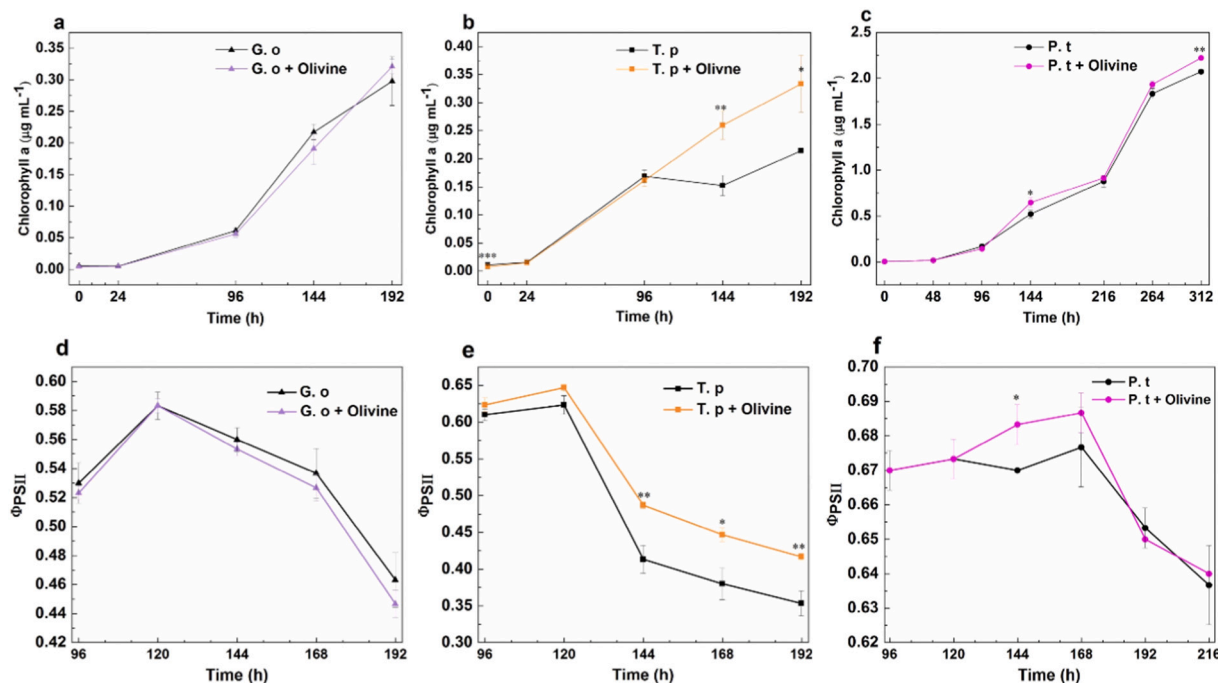 a
G. o
G. o + Olivine
Chlorophyll a (μg mL⁻¹)
0.35
0.30
0.25
0.20
0.15
0.10
0.05
0.00
0 24 96 144 192
Time (h)
b
T. p
T. p + Olivne
Chlorophyll a (μg mL⁻¹)
0.40
0.35
0.30
0.25
0.20
0.15
0.10
0.05
0.00
***
**
*
0 24 96 144 192
Time (h)
c
P. t
P. t + Olivine
Chlorophyll a (μg mL⁻¹)
2.5
2.0
1.5
1.0
0.5
0.0
*
**
0 48 96 144 216 264 312
Time (h)
d
G. o
G. o + Olivine
ΦPSII
0.60
0.58
0.56
0.54
0.52
0.50
0.48
0.46
0.44
0.42
96 120 144 168 192
Time (h)
e
T. p
T. p + Olivine
ΦPSII
0.65
0.60
0.55
0.50
0.45
0.40
0.35
0.30
**
*
**
96 120 144 168 192
Time (h)
f
P. t
P. t + Olivine
ΦPSII
0.70
0.69
0.68
0.67
0.66
0.65
0.64
0.63
0.62
*
96 120 144 168 192 216
Time (h)